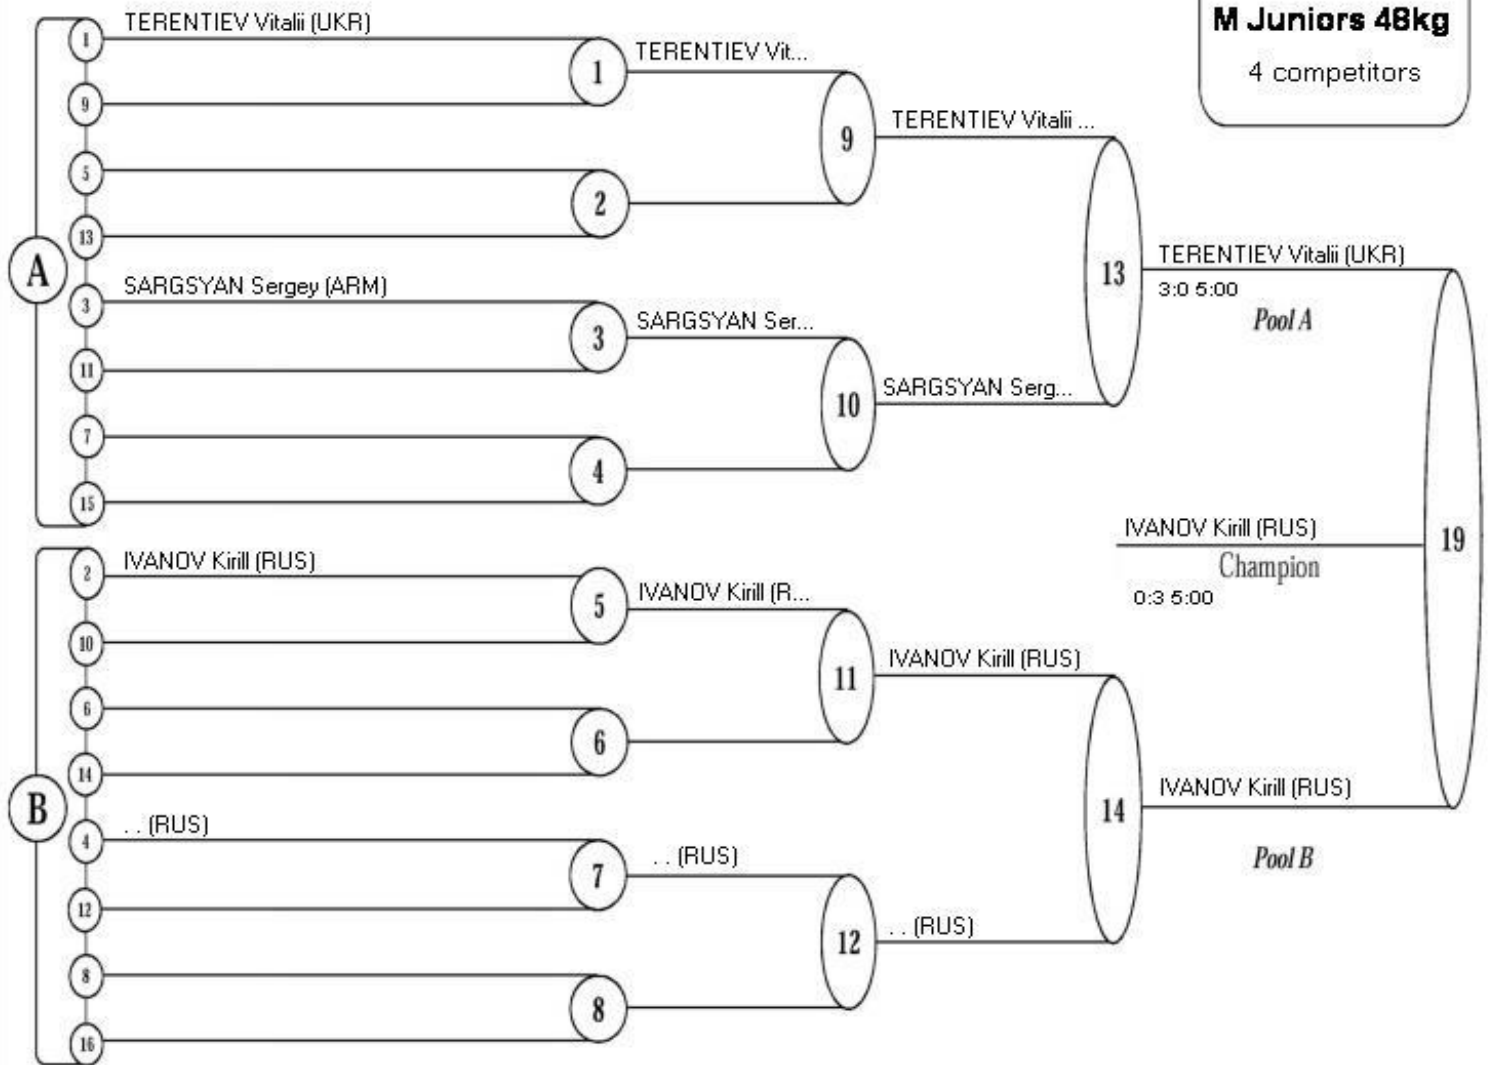 M Juniors 48kg
4 competitors
A
1
TERENTIEV Vitalii (UKR)
9
5
13
3
SARGSYAN Sergey (ARM)
11
7
15
1
TERENTIEV Vit...
2
3
SARGSYAN Ser...
4
9
TERENTIEV Vitalii ...
10
SARGSYAN Serg...
13
TERENTIEV Vitalii (UKR)
3:0 5:00
Pool A
B
2
IVANOV Kirill (RUS)
10
6
14
4
. . (RUS)
12
8
16
5
IVANOV Kirill (R...
6
7
. . (RUS)
8
11
IVANOV Kirill (RUS)
12
. . (RUS)
14
IVANOV Kirill (RUS)
Pool B
19
IVANOV Kirill (RUS)
Champion
0:3 5:00